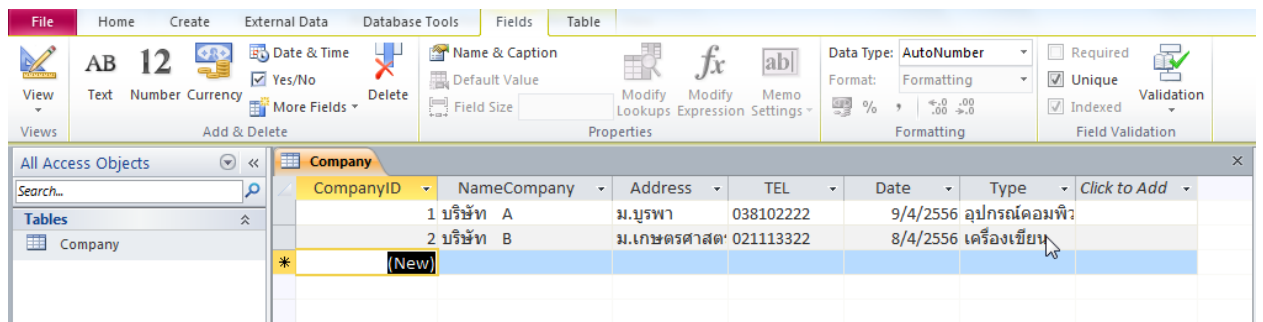 File Home Create External Data Database Tools Fields Table
View Views
AB Text 12 Number Currency Date & Time Yes/No More Fields Delete Add & Delete
Name & Caption Default Value Field Size Modify Lookups fx Modify Expression ab Memo Settings Properties
Data Type: AutoNumber Format: Formatting % , .0 .00 .00 .0 Formatting
Required Unique Indexed Validation Field Validation
All Access Objects «
Search...
Tables
Company
Company ×
CompanyID NameCompany Address TEL Date Type Click to Add
1 บริษัท A ม.บูรพา 038102222 9/4/2556 อุปกรณ์คอมพิว
2 บริษัท B ม.เกษตรศาสตร 021113322 8/4/2556 เครื่องเขียน
* (New)